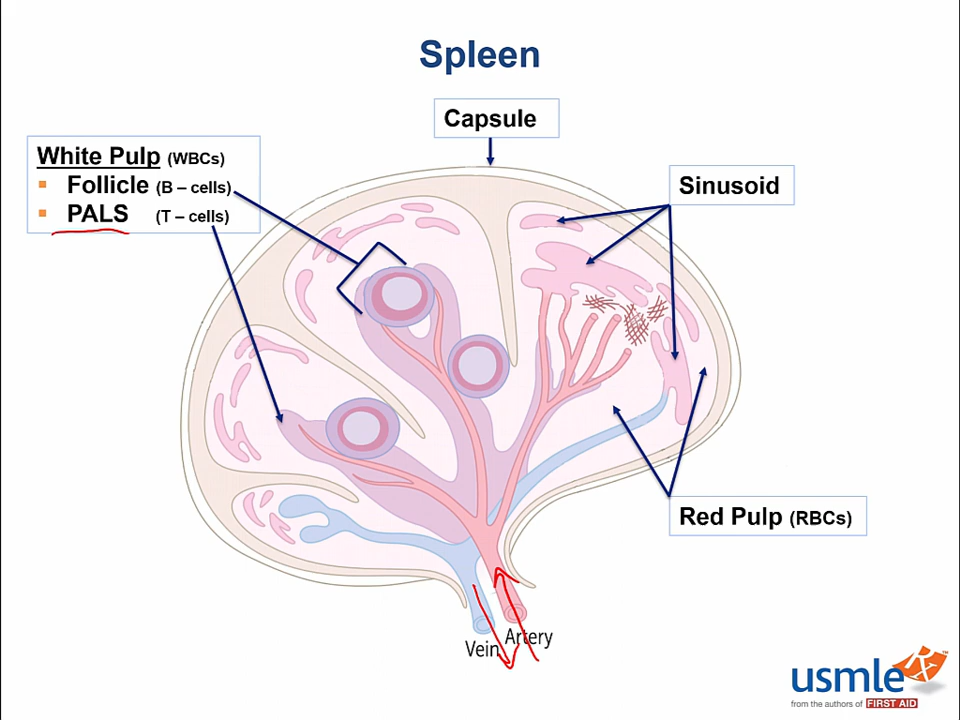 Spleen
Capsule
White Pulp (WBCs)
▪ Follicle (B – cells)
▪ PALS (T – cells)
Sinusoid
Red Pulp (RBCs)
Vein
Artery
usmle Rx™
from the authors of FIRST AID